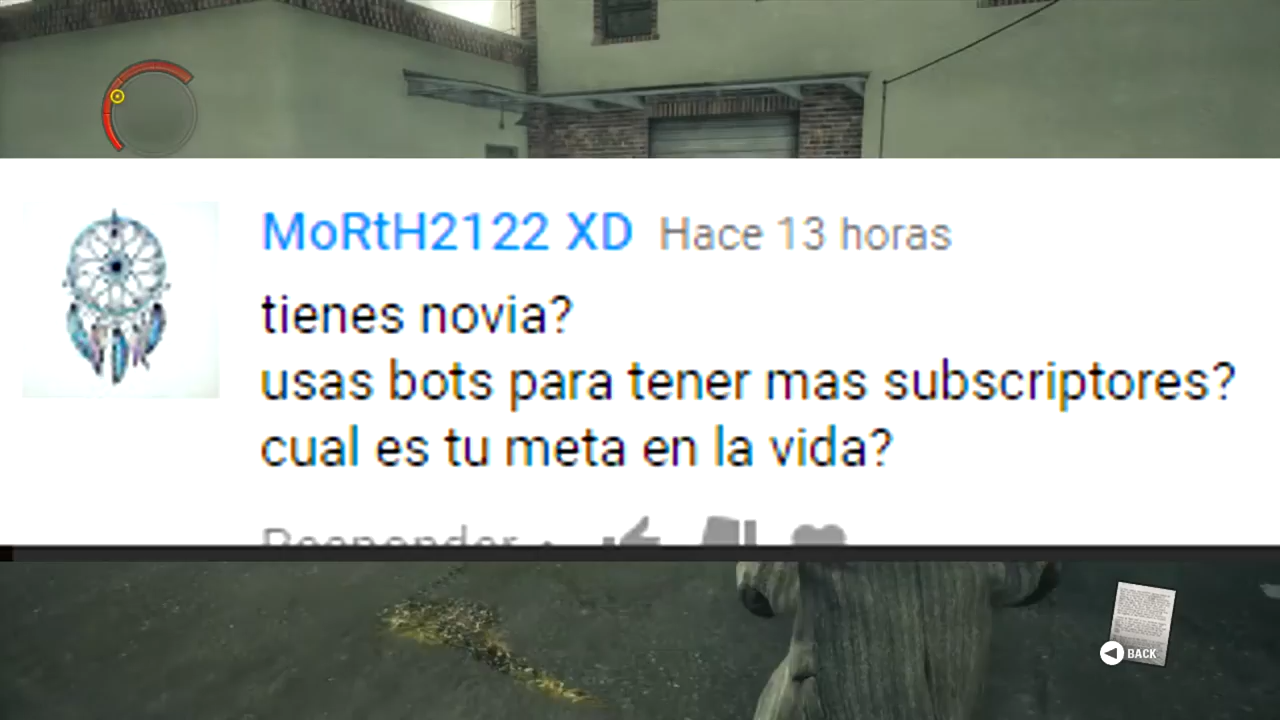 MoRtH2122 XD Hace 13 horas
tienes novia?
usas bots para tener mas subscriptores?
cual es tu meta en la vida?
Responder
BACK